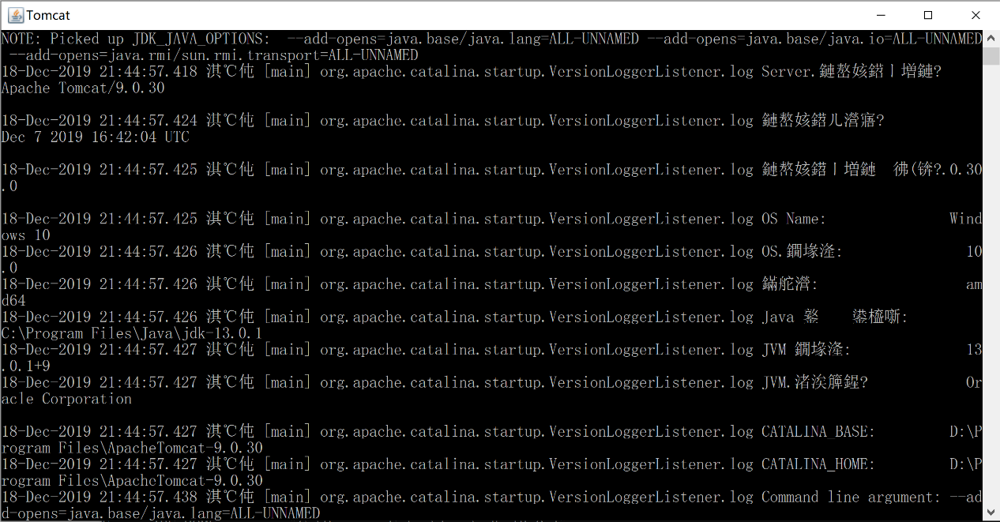 Tomcat
NOTE: Picked up JDK_JAVA_OPTIONS:  --add-opens=java.base/java.lang=ALL-UNNAMED --add-opens=java.base/java.io=ALL-UNNAMED
--add-opens=java.rmi/sun.rmi.transport=ALL-UNNAMED
18-Dec-2019 21:44:57.418 淇℃伅 [main] org.apache.catalina.startup.VersionLoggerListener.log Server.鏈嶅姟鍣ㄧ増鏈?
Apache Tomcat/9.0.30
18-Dec-2019 21:44:57.424 淇℃伅 [main] org.apache.catalina.startup.VersionLoggerListener.log 鏈嶅姟鍣ㄦ瀯寤?
Dec 7 2019 16:42:04 UTC
18-Dec-2019 21:44:57.425 淇℃伅 [main] org.apache.catalina.startup.VersionLoggerListener.log 鏈嶅姟鍣ㄧ増鏈 彿(锛?.0.30
.0
18-Dec-2019 21:44:57.425 淇℃伅 [main] org.apache.catalina.startup.VersionLoggerListener.log OS Name: Wind
ows 10
18-Dec-2019 21:44:57.426 淇℃伅 [main] org.apache.catalina.startup.VersionLoggerListener.log OS.鐗堟湰: 10
.0
18-Dec-2019 21:44:57.426 淇℃伅 [main] org.apache.catalina.startup.VersionLoggerListener.log 鏋舵瀯: am
d64
18-Dec-2019 21:44:57.426 淇℃伅 [main] org.apache.catalina.startup.VersionLoggerListener.log Java 鐜 鍙橀噺:
C:\Program Files\Java\jdk-13.0.1
18-Dec-2019 21:44:57.427 淇℃伅 [main] org.apache.catalina.startup.VersionLoggerListener.log JVM 鐗堟湰: 13
.0.1+9
18-Dec-2019 21:44:57.427 淇℃伅 [main] org.apache.catalina.startup.VersionLoggerListener.log JVM.渚涘簲鍟? Or
acle Corporation
18-Dec-2019 21:44:57.427 淇℃伅 [main] org.apache.catalina.startup.VersionLoggerListener.log CATALINA_BASE: D:\P
rogram Files\ApacheTomcat-9.0.30
18-Dec-2019 21:44:57.427 淇℃伅 [main] org.apache.catalina.startup.VersionLoggerListener.log CATALINA_HOME: D:\P
rogram Files\ApacheTomcat-9.0.30
18-Dec-2019 21:44:57.438 淇℃伅 [main] org.apache.catalina.startup.VersionLoggerListener.log Command line argument: --ad
d-opens=java.base/java.lang=ALL-UNNAMED